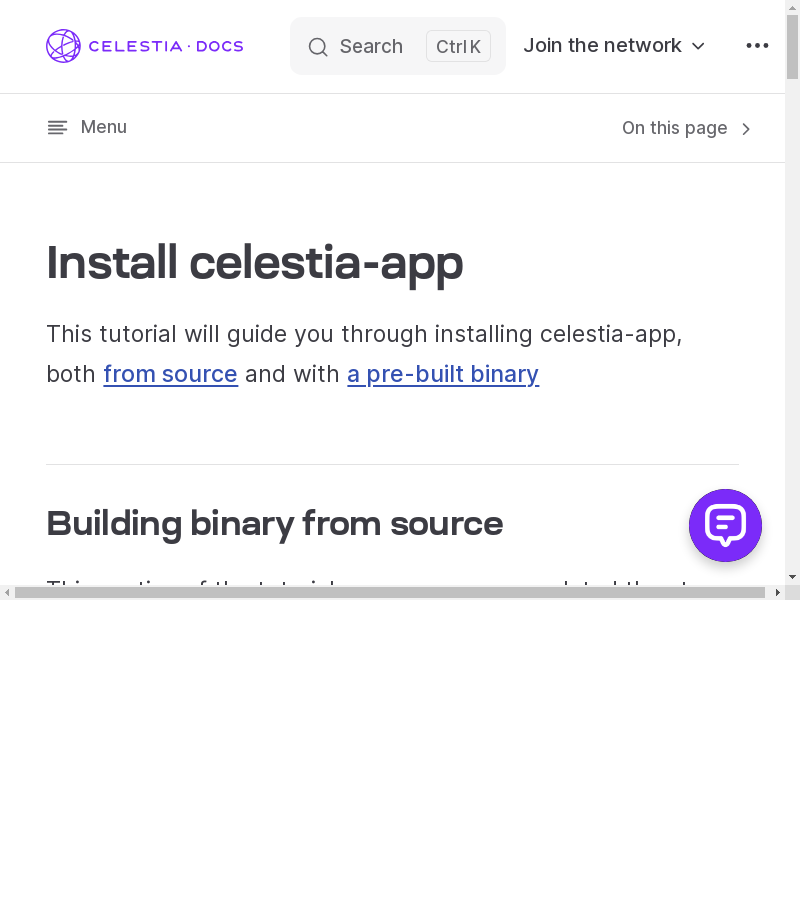 CELESTIA · DOCS
Search
Ctrl K
Join the network
Menu
On this page
Install celestia-app
This tutorial will guide you through installing celestia-app,
both from source and with a pre-built binary
Building binary from source